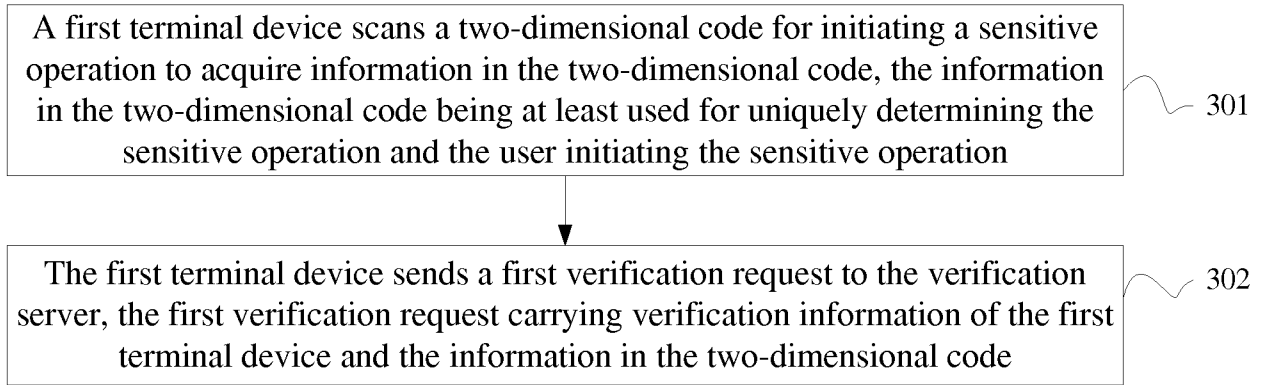 A first terminal device scans a two-dimensional code for initiating a sensitive
operation to acquire information in the two-dimensional code, the information
in the two-dimensional code being at least used for uniquely determining the
sensitive operation and the user initiating the sensitive operation
301
The first terminal device sends a first verification request to the verification
server, the first verification request carrying verification information of the first
terminal device and the information in the two-dimensional code
302